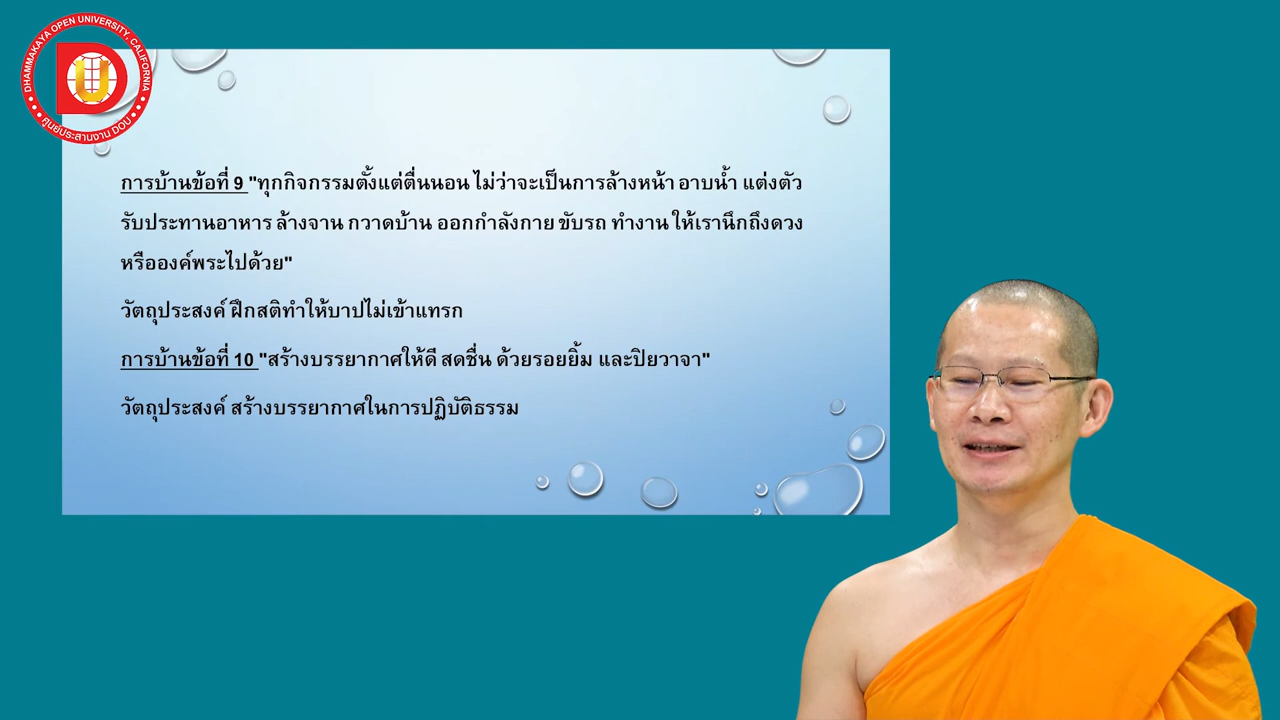 DHAMMAKAYA OPEN UNIVERSITY, CALIFORNIA
DU
ศูนย์ประสานงาน DOU
การบ้านข้อที่ 9 "ทุกกิจกรรมตั้งแต่ตื่นนอน ไม่ว่าจะเป็นการล้างหน้า อาบน้ำ แต่งตัว
รับประทานอาหาร ล้างจาน กวาดบ้าน ออกกำลังกาย ขับรถ ทำงาน ให้เรานึกถึงดวง
หรือองค์พระไปด้วย"
วัตถุประสงค์ ฝึกสติทำให้บาปไม่เข้าแทรก
การบ้านข้อที่ 10 "สร้างบรรยากาศให้ดี สดชื่น ด้วยรอยยิ้ม และปิยวาจา"
วัตถุประสงค์ สร้างบรรยากาศในการปฏิบัติธรรม